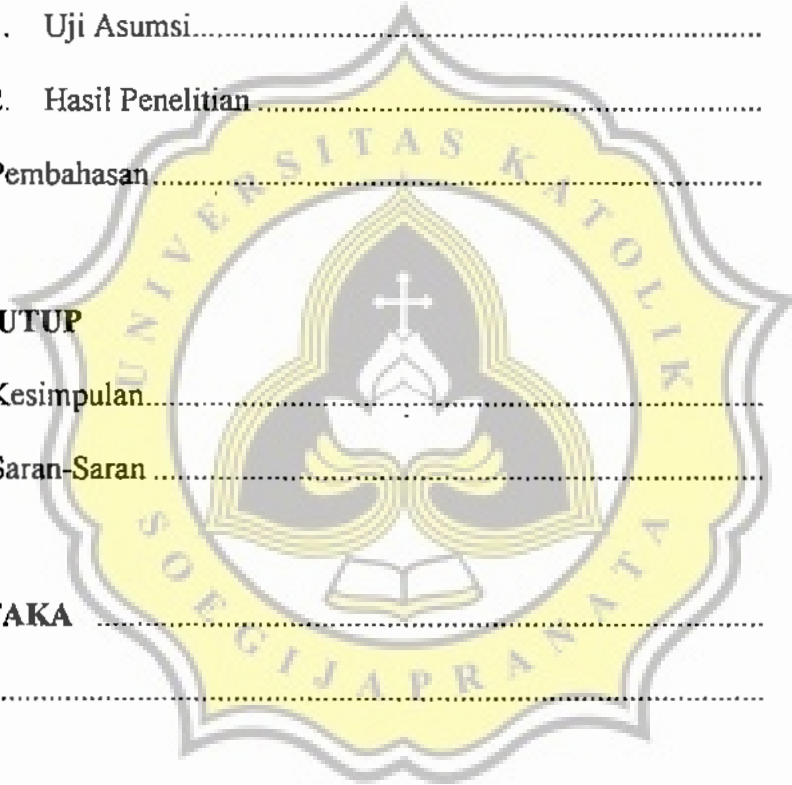 . Uji Asumsi..........
. Hasil Penelitian..........
Pembahasan..........
UTUP
Kesimpulan..........
Saran-Saran..........
TAKA ..........
..........
UNIVERSITAS KATOLIK
SOEGIJAPRANATA